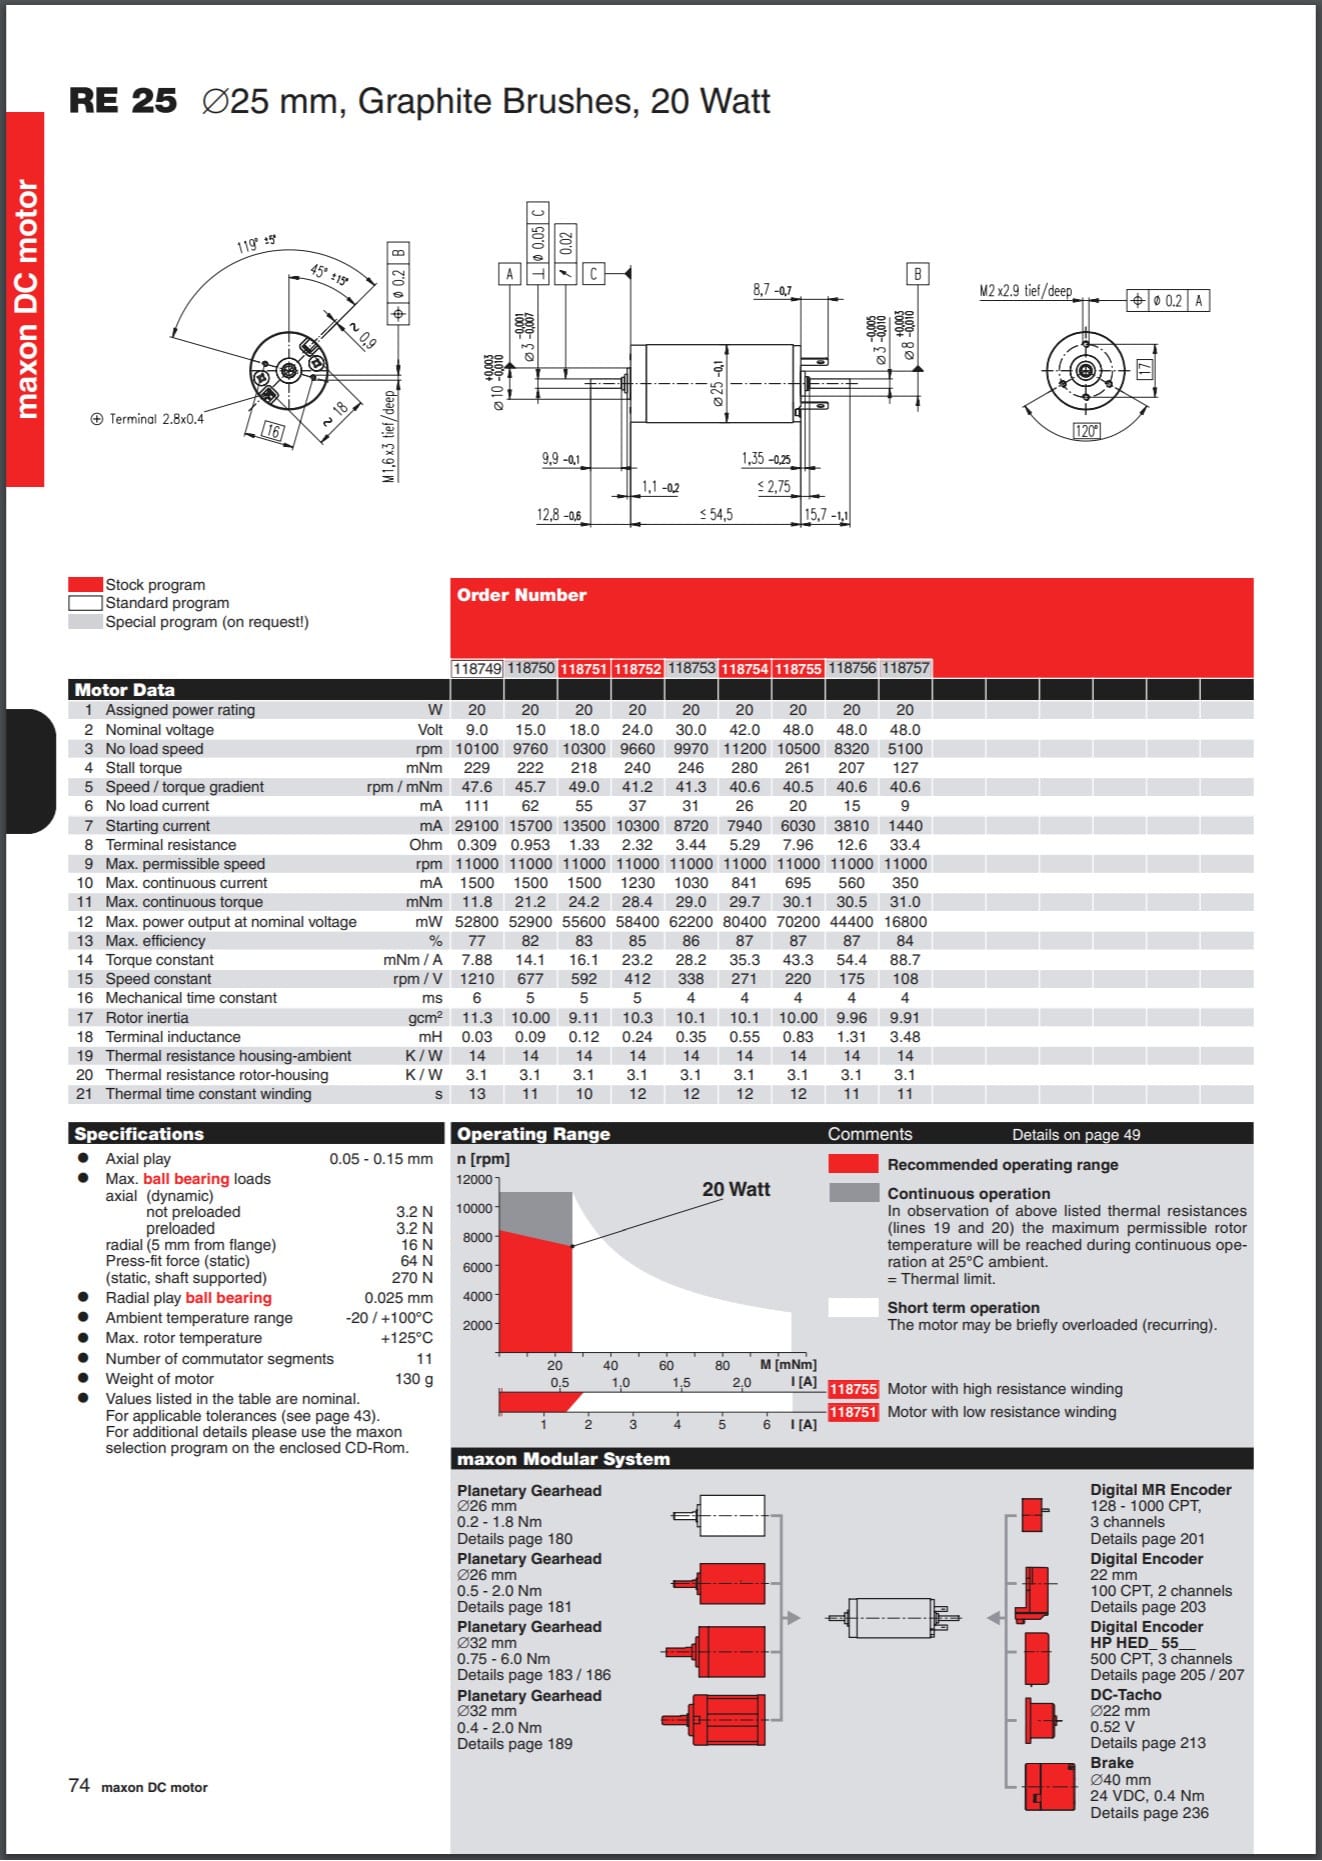 RE 25 ∅25 mm, Graphite Brushes, 20 Watt
maxon DC motor
119° ±5°
45° ±15°
~ 0.9
⌖ ∅ 0.2 B
⊕ Terminal 2.8x0.4
16
~ 18
M1,6 x3 tief/deep
A
⊥ ∅ 0.05 C
↗ 0.02
C
B
∅ 10 +0,003 -0,010
∅ 3 -0,001 -0,007
8,7 -0,7
∅ 25 -0,1
∅ 3 -0,005 -0,010
∅ 8 +0,003 -0,010
9,9 -0,1
1,35 -0,25
1,1 -0,2
≤ 2,75
12,8 -0,6
≤ 54,5
15,7 -1,1
M2 x2.9 tief/deep
⌖ ∅ 0.2 A
17
120°
Stock program
Standard program
Special program (on request!)
Order Number
118749 118750 118751 118752 118753 118754 118755 118756 118757
Motor Data
1 Assigned power rating W 20 20 20 20 20 20 20 20 20
2 Nominal voltage Volt 9.0 15.0 18.0 24.0 30.0 42.0 48.0 48.0 48.0
3 No load speed rpm 10100 9760 10300 9660 9970 11200 10500 8320 5100
4 Stall torque mNm 229 222 218 240 246 280 261 207 127
5 Speed / torque gradient rpm / mNm 47.6 45.7 49.0 41.2 41.3 40.6 40.5 40.6 40.6
6 No load current mA 111 62 55 37 31 26 20 15 9
7 Starting current mA 29100 15700 13500 10300 8720 7940 6030 3810 1440
8 Terminal resistance Ohm 0.309 0.953 1.33 2.32 3.44 5.29 7.96 12.6 33.4
9 Max. permissible speed rpm 11000 11000 11000 11000 11000 11000 11000 11000 11000
10 Max. continuous current mA 1500 1500 1500 1230 1030 841 695 560 350
11 Max. continuous torque mNm 11.8 21.2 24.2 28.4 29.0 29.7 30.1 30.5 31.0
12 Max. power output at nominal voltage mW 52800 52900 55600 58400 62200 80400 70200 44400 16800
13 Max. efficiency % 77 82 83 85 86 87 87 87 84
14 Torque constant mNm / A 7.88 14.1 16.1 23.2 28.2 35.3 43.3 54.4 88.7
15 Speed constant rpm / V 1210 677 592 412 338 271 220 175 108
16 Mechanical time constant ms 6 5 5 5 4 4 4 4 4
17 Rotor inertia gcm² 11.3 10.00 9.11 10.3 10.1 10.1 10.00 9.96 9.91
18 Terminal inductance mH 0.03 0.09 0.12 0.24 0.35 0.55 0.83 1.31 3.48
19 Thermal resistance housing-ambient K / W 14 14 14 14 14 14 14 14 14
20 Thermal resistance rotor-housing K / W 3.1 3.1 3.1 3.1 3.1 3.1 3.1 3.1 3.1
21 Thermal time constant winding s 13 11 10 12 12 12 12 11 11
Specifications
● Axial play 0.05 - 0.15 mm
● Max. ball bearing loads
axial (dynamic)
not preloaded 3.2 N
preloaded 3.2 N
radial (5 mm from flange) 16 N
Press-fit force (static) 64 N
(static, shaft supported) 270 N
● Radial play ball bearing 0.025 mm
● Ambient temperature range -20 / +100°C
● Max. rotor temperature +125°C
● Number of commutator segments 11
● Weight of motor 130 g
● Values listed in the table are nominal.
For applicable tolerances (see page 43).
For additional details please use the maxon
selection program on the enclosed CD-Rom.
Operating Range
n [rpm]
12000
10000
8000
6000
4000
2000
20 Watt
20 40 60 80 M [mNm]
0.5 1.0 1.5 2.0 I [A]
1 2 3 4 5 6 I [A]
Comments Details on page 49
Recommended operating range
Continuous operation
In observation of above listed thermal resistances
(lines 19 and 20) the maximum permissible rotor
temperature will be reached during continuous ope-
ration at 25°C ambient.
= Thermal limit.
Short term operation
The motor may be briefly overloaded (recurring).
118755 Motor with high resistance winding
118751 Motor with low resistance winding
maxon Modular System
Planetary Gearhead
∅26 mm
0.2 - 1.8 Nm
Details page 180
Planetary Gearhead
∅26 mm
0.5 - 2.0 Nm
Details page 181
Planetary Gearhead
∅32 mm
0.75 - 6.0 Nm
Details page 183 / 186
Planetary Gearhead
∅32 mm
0.4 - 2.0 Nm
Details page 189
Digital MR Encoder
128 - 1000 CPT,
3 channels
Details page 201
Digital Encoder
22 mm
100 CPT, 2 channels
Details page 203
Digital Encoder
HP HED_ 55__
500 CPT, 3 channels
Details page 205 / 207
DC-Tacho
∅22 mm
0.52 V
Details page 213
Brake
∅40 mm
24 VDC, 0.4 Nm
Details page 236
74 maxon DC motor